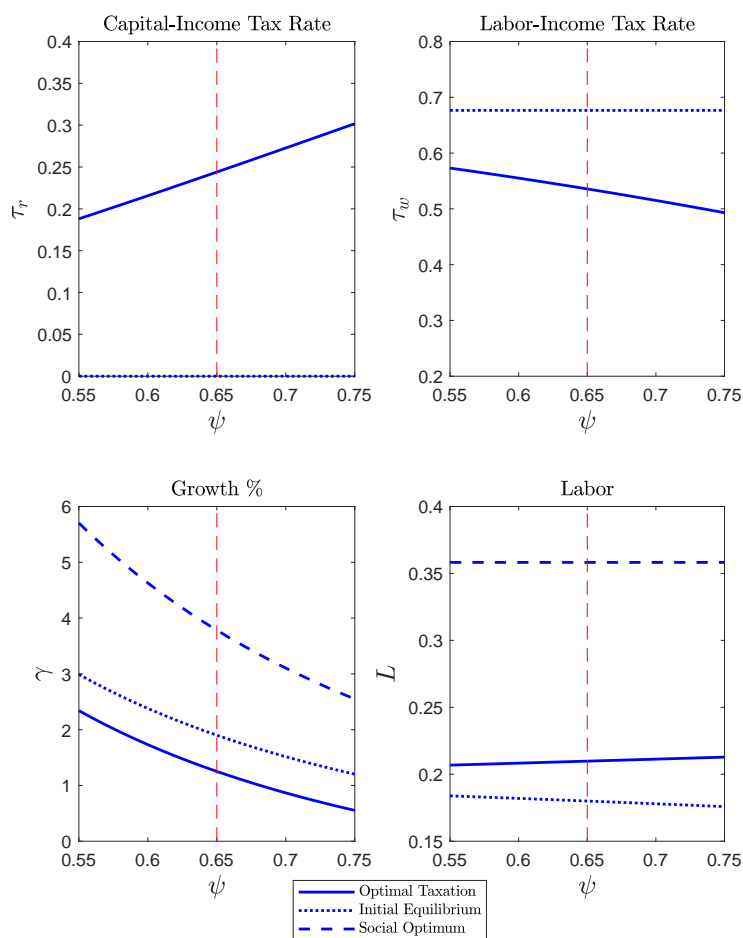 Capital-Income Tax Rate
0.4
0.35
0.3
0.25
0.2
0.15
0.1
0.05
0
τ_r
0.55 0.6 0.65 0.7 0.75
ψ
Labor-Income Tax Rate
0.8
0.7
0.6
0.5
0.4
0.3
0.2
τ_w
0.55 0.6 0.65 0.7 0.75
ψ
Growth %
6
5
4
3
2
1
0
γ
0.55 0.6 0.65 0.7 0.75
ψ
Labor
0.4
0.35
0.3
0.25
0.2
0.15
L
0.55 0.6 0.65 0.7 0.75
ψ
Optimal Taxation
Initial Equilibrium
Social Optimum